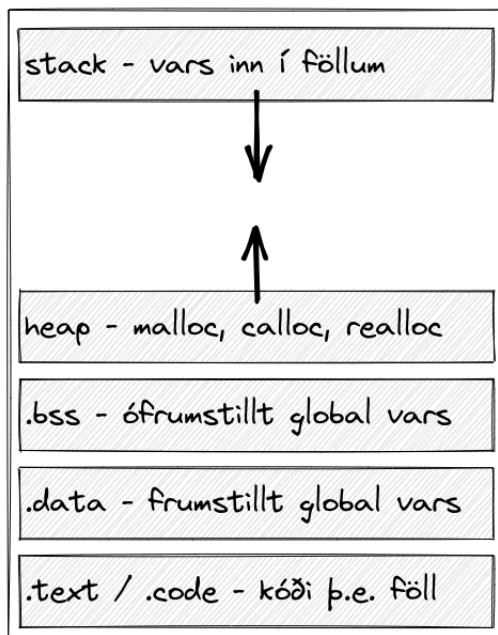 stack - vars inn í föllum
heap - malloc, calloc, realloc
.bss - ófrumstillt global vars
.data - frumstillt global vars
.text / .code - kóði þ.e. föll